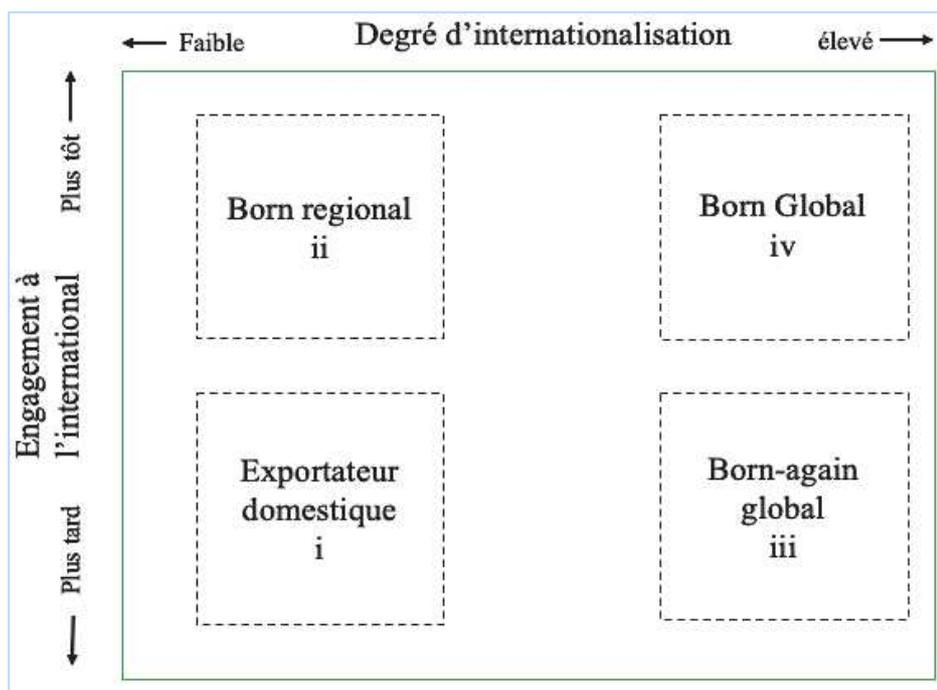 Faible
Degré d'internationalisation
élevé
Plus tôt
Engagement à
l'international
Plus tard
Born regional
ii
Born Global
iv
Exportateur
domestique
i
Born-again
global
iii